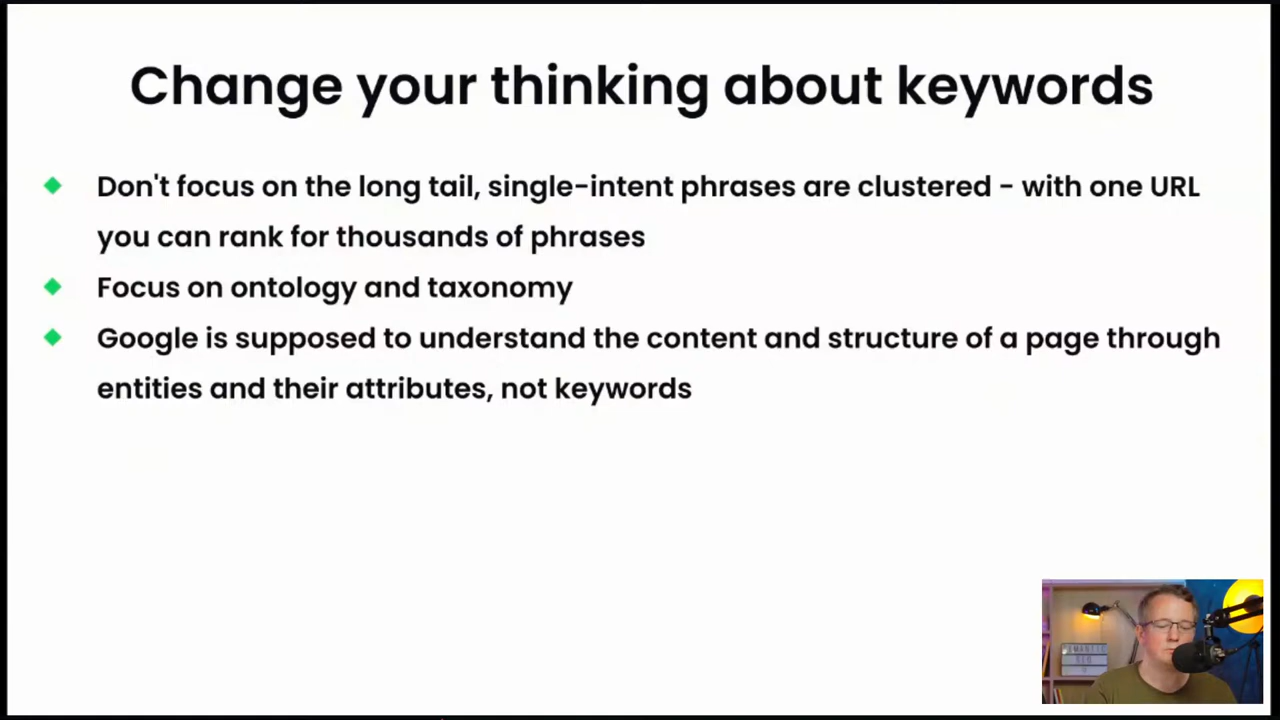 Change your thinking about keywords
Don't focus on the long tail, single-intent phrases are clustered - with one URL
you can rank for thousands of phrases
Focus on ontology and taxonomy
Google is supposed to understand the content and structure of a page through
entities and their attributes, not keywords
SEMANTIC
SEO